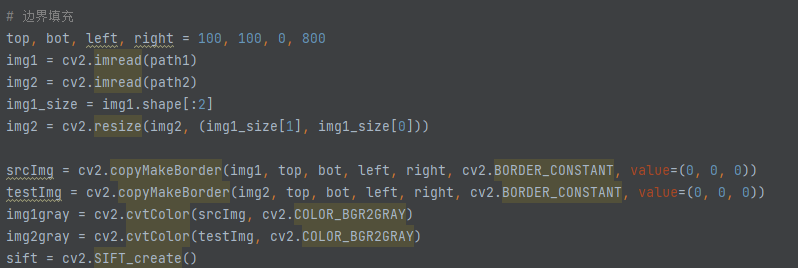 # 边界填充
top, bot, left, right = 100, 100, 0, 800
img1 = cv2.imread(path1)
img2 = cv2.imread(path2)
img1_size = img1.shape[:2]
img2 = cv2.resize(img2, (img1_size[1], img1_size[0]))
srcImg = cv2.copyMakeBorder(img1, top, bot, left, right, cv2.BORDER_CONSTANT, value=(0, 0, 0))
testImg = cv2.copyMakeBorder(img2, top, bot, left, right, cv2.BORDER_CONSTANT, value=(0, 0, 0))
img1gray = cv2.cvtColor(srcImg, cv2.COLOR_BGR2GRAY)
img2gray = cv2.cvtColor(testImg, cv2.COLOR_BGR2GRAY)
sift = cv2.SIFT_create()